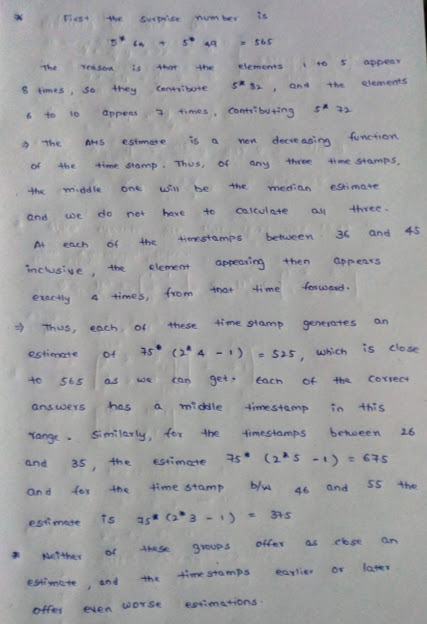 * First the surprise number is
5* 64 + 5* 49 = 565
The reason is that the elements 1 to 5 appear
8 times, so they contribute 5*82, and the elements
6 to 10 appear 7 times, contributing 5* 72
⇒ The AMS estimate is a non decreasing function
of the time stamp. Thus, of any three time stamps,
the middle one will be the median estimate
and we do not have to calculate all three.
At each of the timestamps between 36 and 45
inclusive, the element appearing then appears
exactly 4 times, from that time forward.
⇒ Thus, each of these time stamp generates an
estimate of 75* (2*4 - 1) = 525, which is close
to 565 as we can get. Each of the correct
answers has a middle timestamp in this
range. Similarly, for the timestamps between 26
and 35, the estimate 75* (2*5 - 1) = 675
and for the time stamp b/w 46 and 55 the
estimate is 75* (2*3 - 1) = 375
* Neither of these groups offer as close an
estimate, and the time stamps earlier or later
offer even worse estimations.